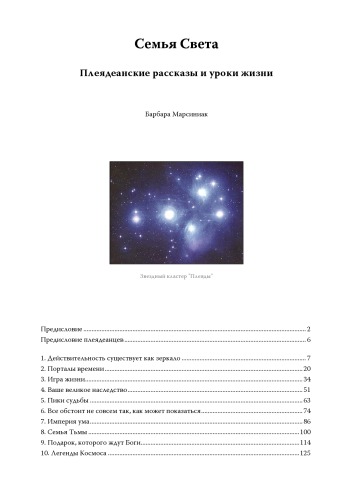 Семья Света
Плеядеанские рассказы и уроки жизни
Барбара Марсиниак
Звездный кластер "Плеяды"
Предисловие 2
Предисловие плеядеанцев 6
1. Действительность существует как зеркало 7
2. Порталы времени 20
3. Игра жизни 34
4. Ваше великое наследство 51
5. Пики судьбы 63
6. Все обстоит не совсем так, как может показаться 74
7. Империя ума 86
8. Семья Тьмы 100
9. Подарок, которого ждут Боги 114
10. Легенды Космоса 125